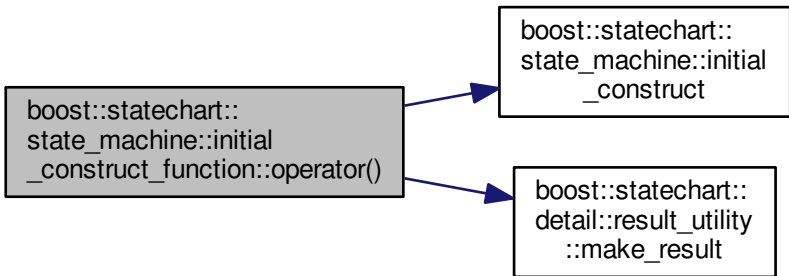 boost::statechart::
state_machine::initial
_construct_function::operator()
boost::statechart::
state_machine::initial
_construct
boost::statechart::
detail::result_utility
::make_result